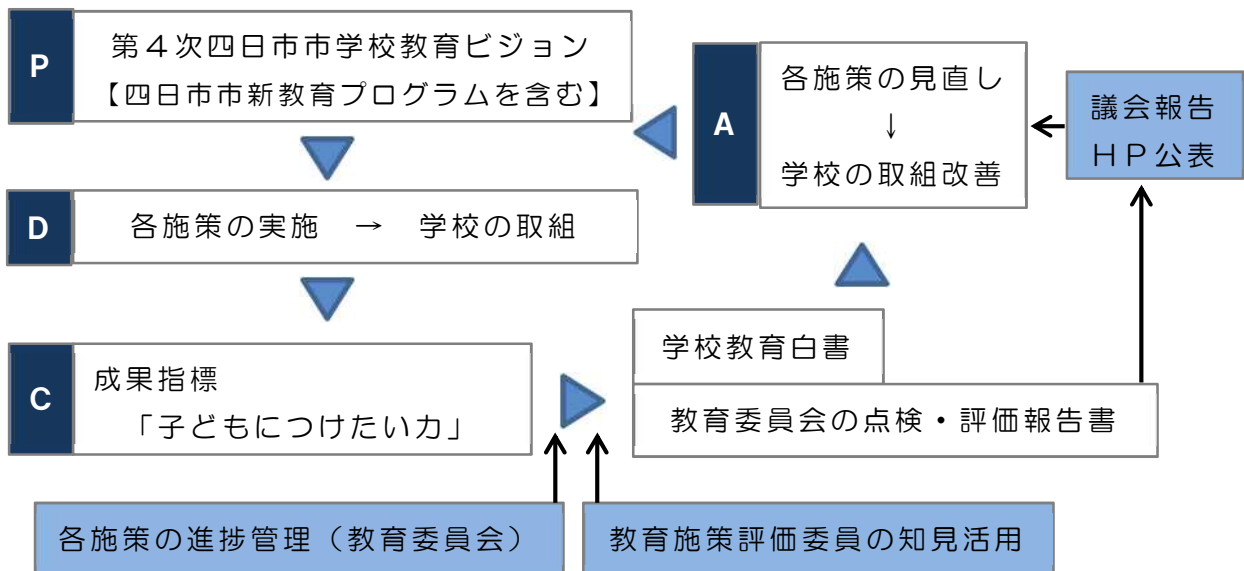 P
第４次四日市市学校教育ビジョン
【四日市市新教育プログラムを含む】
D
各施策の実施　→　学校の取組
C
成果指標
「子どもにつけたい力」
各施策の進捗管理（教育委員会）
教育施策評価委員の知見活用
学校教育白書
教育委員会の点検・評価報告書
A
各施策の見直し
↓
学校の取組改善
議会報告
ＨＰ公表